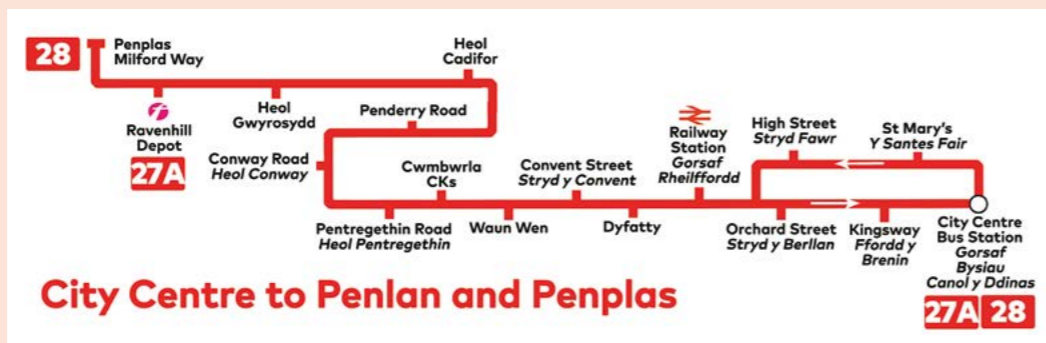 28
Penplas
Milford Way
Heol
Cadifor
Ravenhill
Depot
27A
Heol
Gwyrosydd
Penderry Road
Conway Road
Heol Conway
Cwmbwrla
CKs
Convent Street
Stryd y Convent
Railway
Station
Gorsaf
Rheilffordd
High Street
Stryd Fawr
St Mary's
Y Santes Fair
Pentregethin Road
Heol Pentregethin
Waun Wen
Dyfatty
Orchard Street
Stryd y Berllan
Kingsway
Ffordd y
Brenin
City Centre
Bus Station
Gorsaf
Bysiau
Canol y Ddinas
27A 28
City Centre to Penlan and Penplas